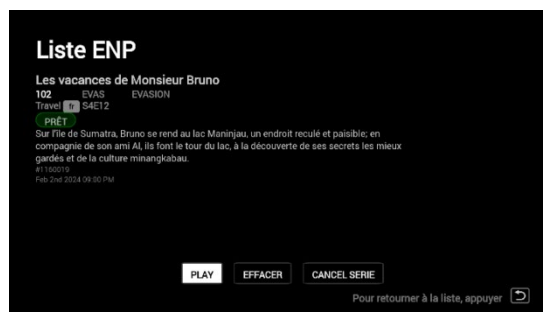 Liste ENP
Les vacances de Monsieur Bruno
102 EVAS EVASION
Travel fr S4E12
PRÊT
Sur l'île de Sumatra, Bruno se rend au lac Maninjau, un endroit reculé et paisible; en
compagnie de son ami Al, ils font le tour du lac, à la découverte de ses secrets les mieux
gardés et de la culture minangkabau.
#1160019
Feb 2nd 2024 09:00 PM
PLAY EFFACER CANCEL SERIE
Pour retourner à la liste, appuyer